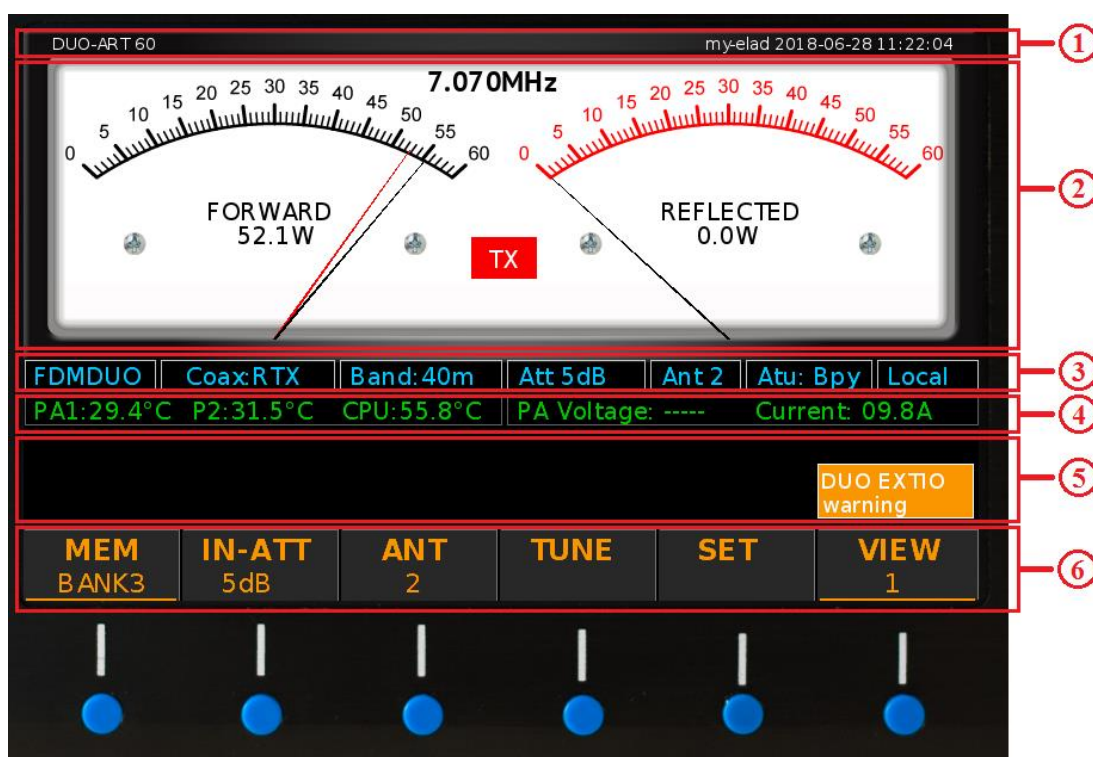 DUO-ART 60 my-elad 2018-06-28 11:22:04 1
7.070MHz
0 5 10 15 20 25 30 35 40 45 50 55 60
0 5 10 15 20 25 30 35 40 45 50 55 60
FORWARD
52.1W
REFLECTED
0.0W
TX
2
FDMDUO Coax:RTX Band:40m Att 5dB Ant 2 Atu: Bpy Local 3
PA1:29.4°C P2:31.5°C CPU:55.8°C PA Voltage: ----- Current: 09.8A 4
DUO EXTIO
warning
5
MEM IN-ATT ANT TUNE SET VIEW
BANK3 5dB 2 1
6